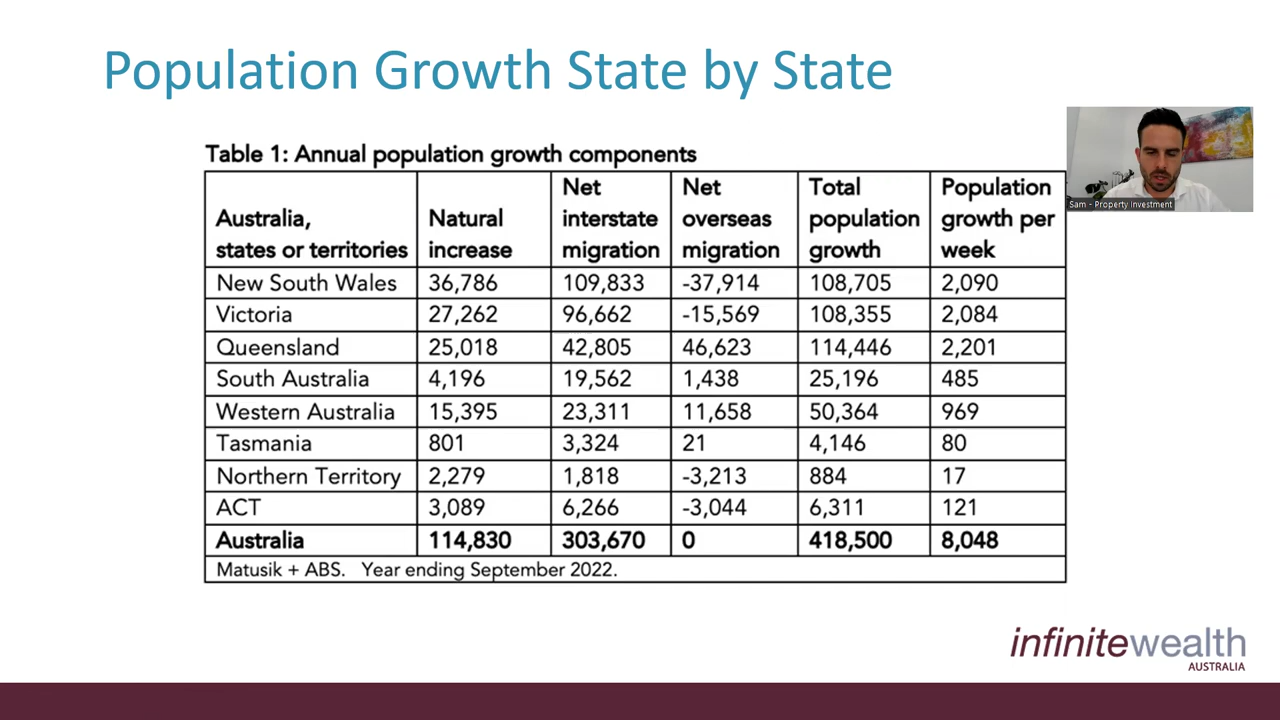 Population Growth State by State
Sam - Property Investment
Table 1: Annual population growth components
Australia, states or territories Natural increase Net interstate migration Net overseas migration Total population growth Population growth per week
New South Wales 36,786 109,833 -37,914 108,705 2,090
Victoria 27,262 96,662 -15,569 108,355 2,084
Queensland 25,018 42,805 46,623 114,446 2,201
South Australia 4,196 19,562 1,438 25,196 485
Western Australia 15,395 23,311 11,658 50,364 969
Tasmania 801 3,324 21 4,146 80
Northern Territory 2,279 1,818 -3,213 884 17
ACT 3,089 6,266 -3,044 6,311 121
Australia 114,830 303,670 0 418,500 8,048
Matusik + ABS. Year ending September 2022.
infinitewealth
AUSTRALIA